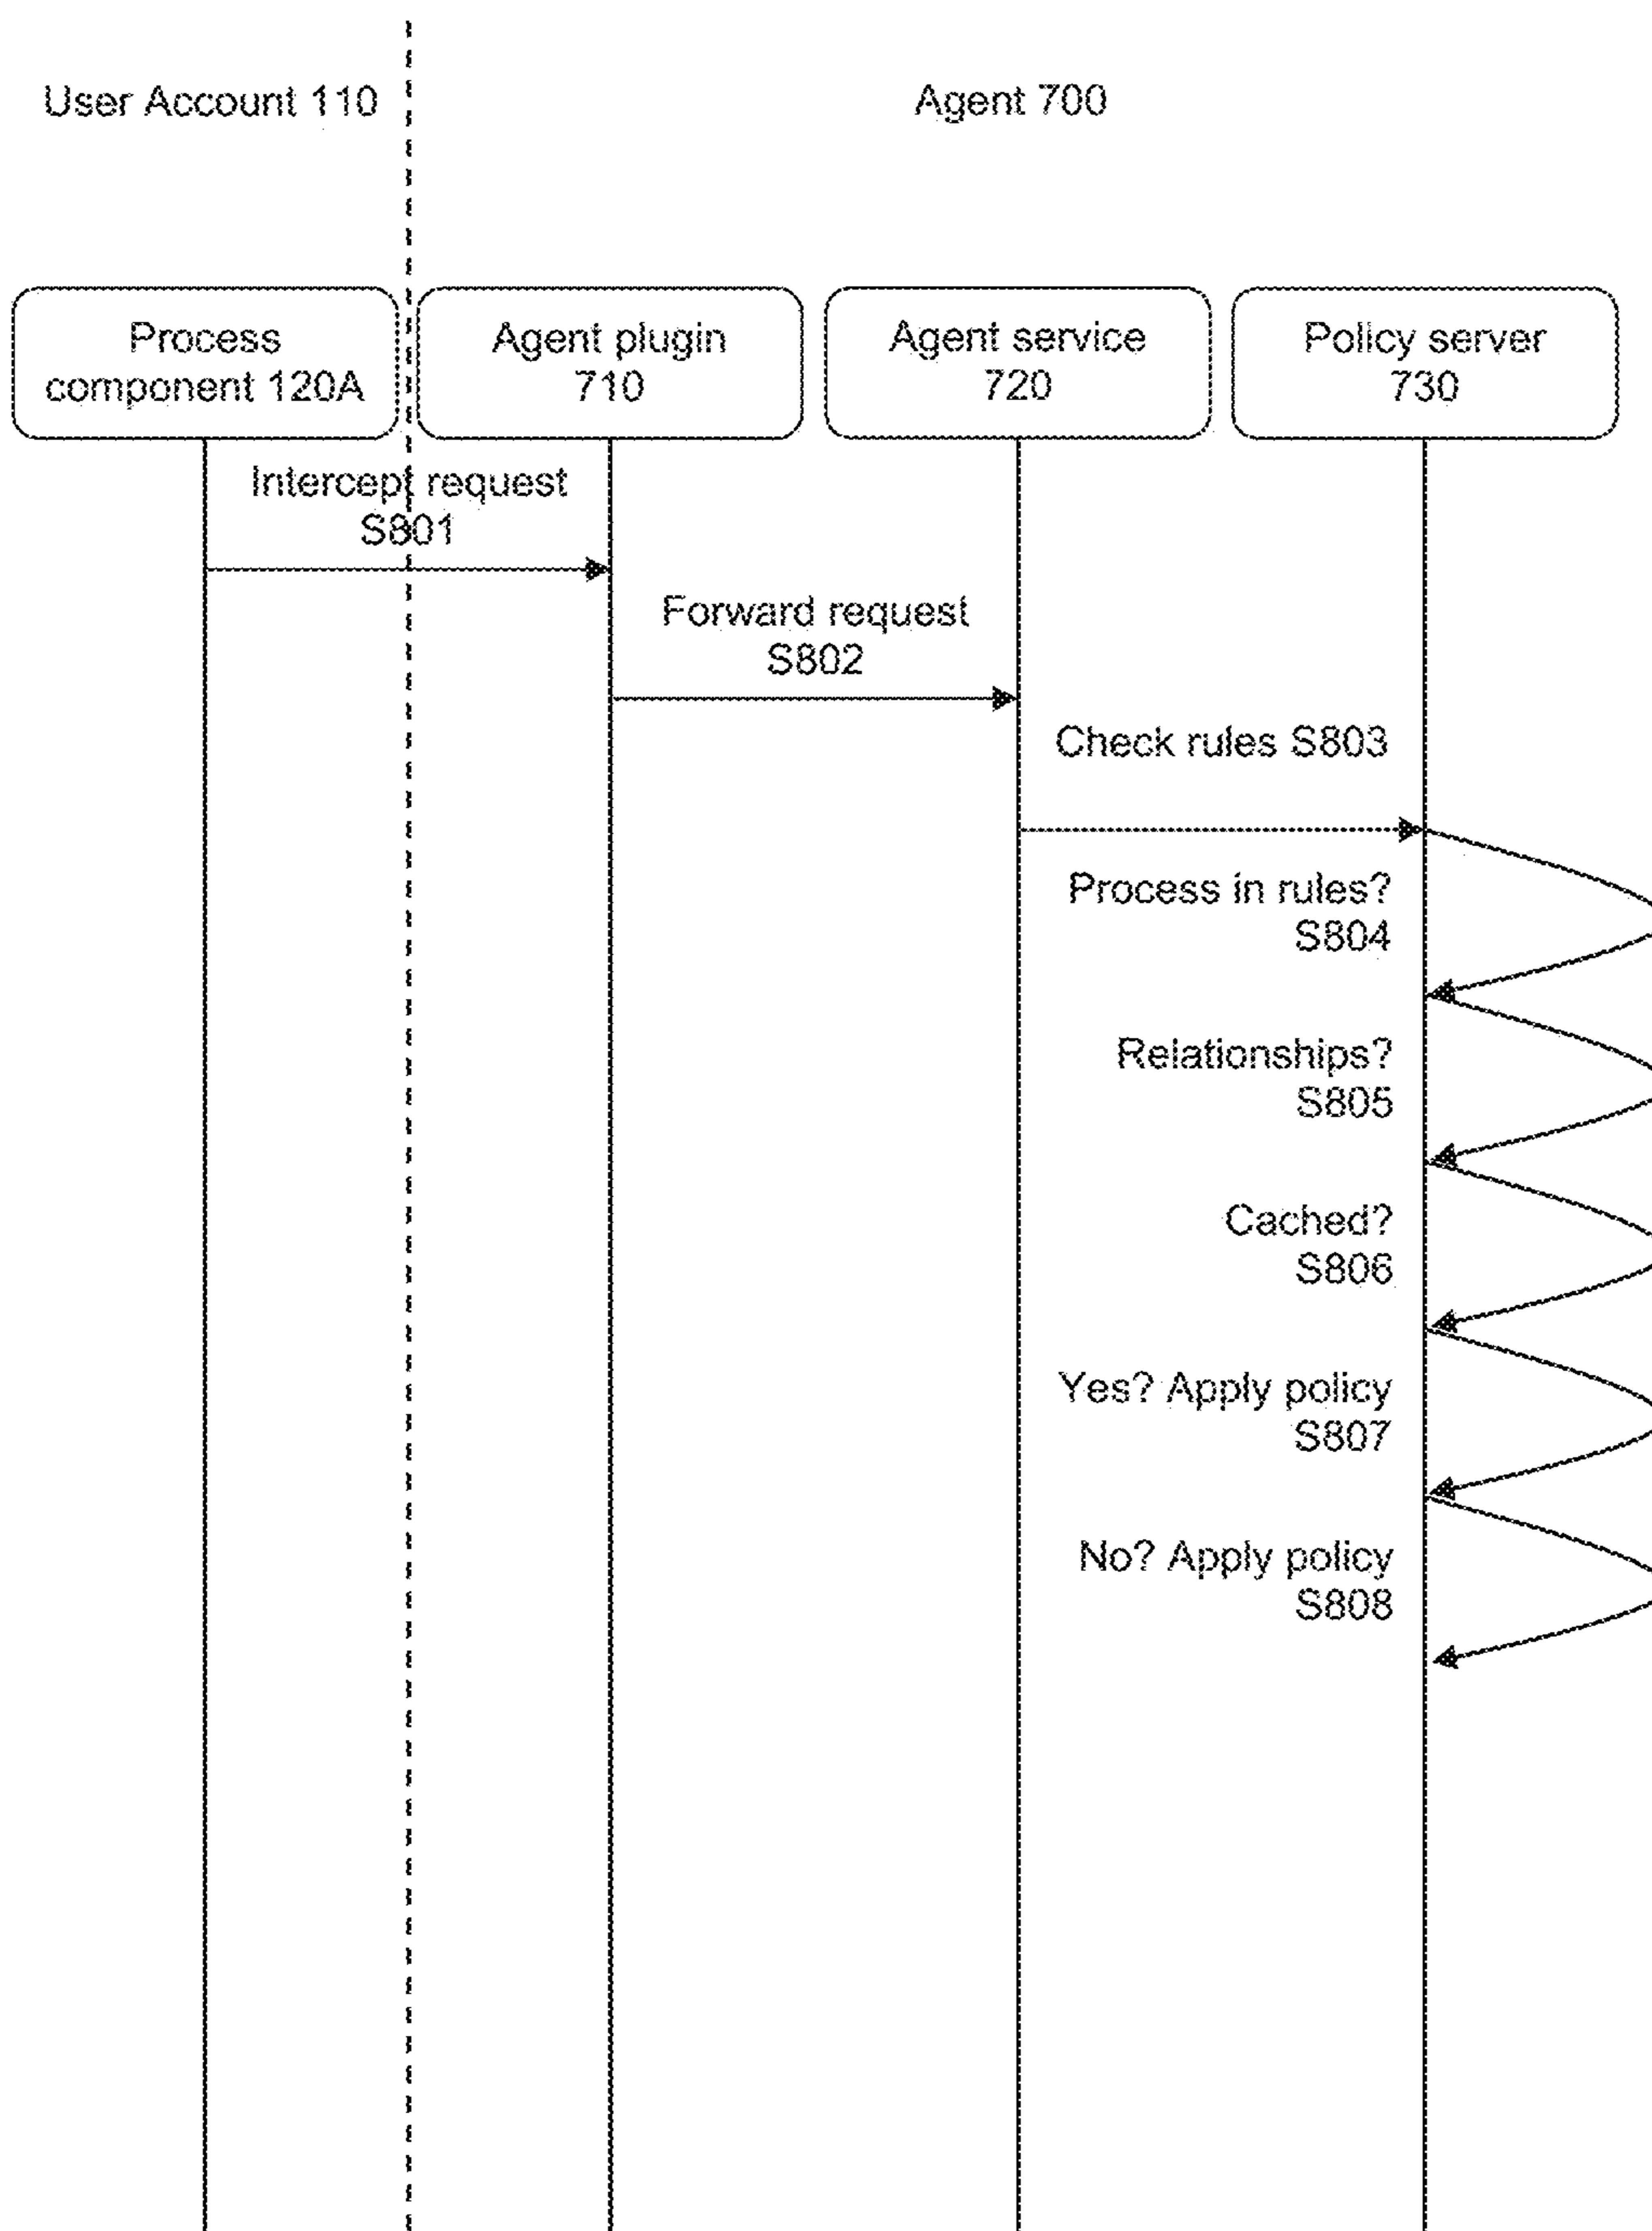 User Account 110
Agent 700
Process
component 120A
Agent plugin
710
Agent service
720
Policy server
730
Intercept request
S801
Forward request
S802
Check rules S803
Process in rules?
S804
Relationships?
S805
Cached?
S806
Yes? Apply policy
S807
No? Apply policy
S808